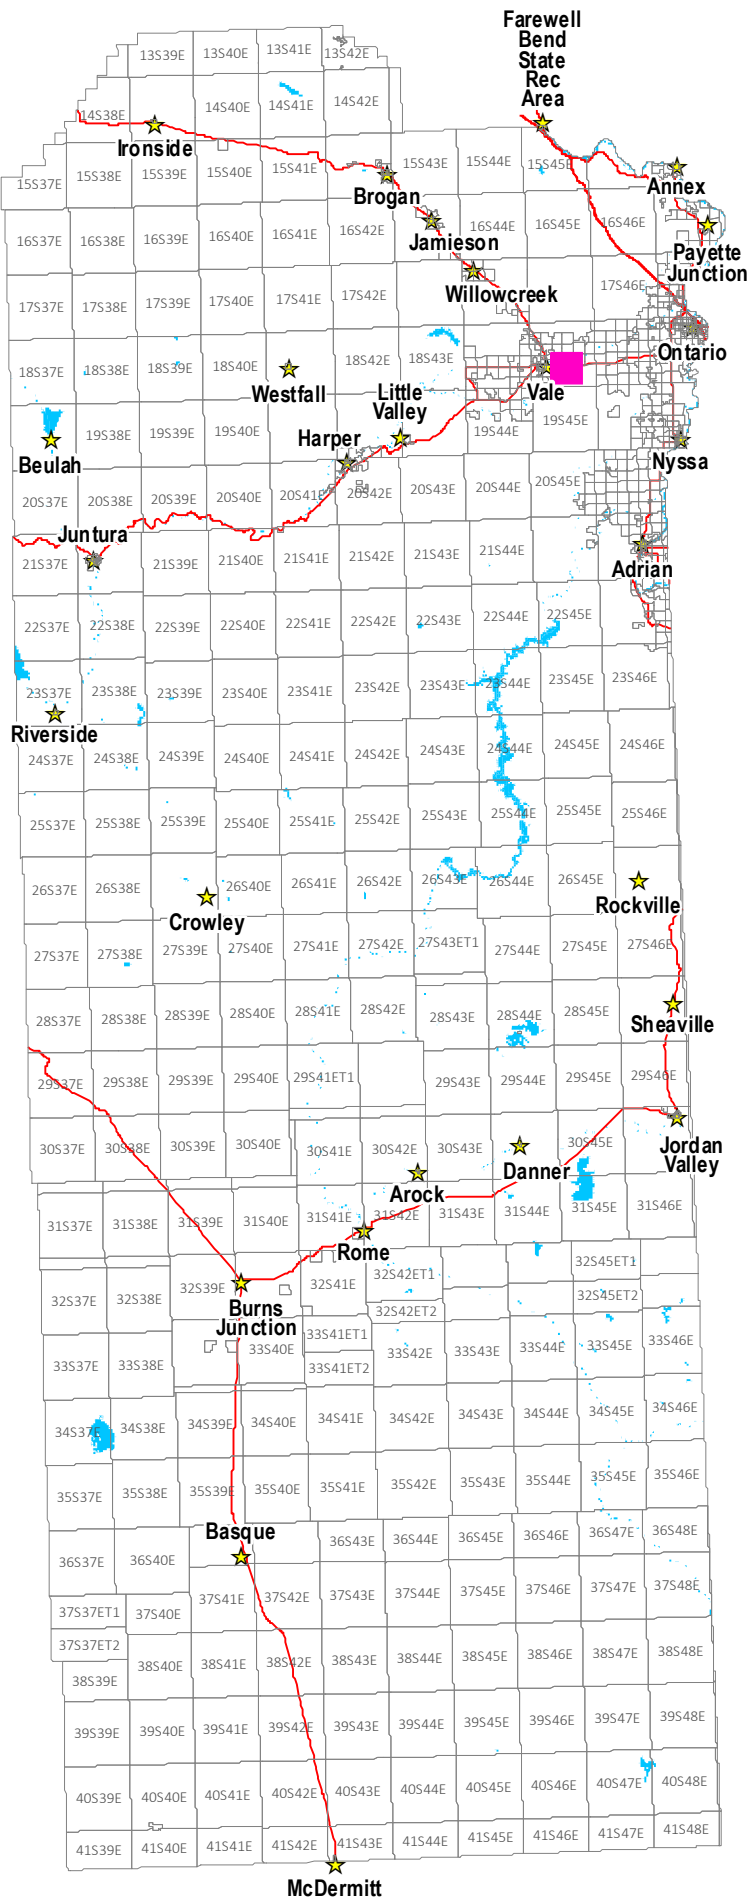 Farewell
Bend
State
Rec
Area
13S39E 13S40E 13S41E 13S42E
14S38E 14S40E 14S41E 14S42E
Ironside
15S37E 15S38E 15S39E 15S40E 15S41E 15S43E 15S44E 15S45E
Brogan
Annex
16S37E 16S38E 16S39E 16S40E 16S41E 16S42E 16S44E 16S45E 16S46E
Jamieson
Payette
Junction
Willowcreek
17S37E 17S38E 17S39E 17S40E 17S41E 17S42E 17S46E
Ontario
18S37E 18S38E 18S39E 18S40E 18S42E 18S43E
Westfall
Little
Valley
Vale
19S38E 19S39E 19S40E 19S44E 19S45E
Beulah
Harper
Nyssa
20S37E 20S38E 20S39E 20S40E 20S41E 20S42E 20S43E 20S44E 20S45E
Juntura
21S37E 21S39E 21S40E 21S41E 21S42E 21S43E 21S44E
Adrian
22S37E 22S38E 22S39E 22S40E 22S41E 22S42E 22S43E 22S44E 22S45E
23S37E 23S38E 23S39E 23S40E 23S41E 23S42E 23S43E 23S44E 23S45E 23S46E
Riverside
24S37E 24S38E 24S39E 24S40E 24S41E 24S42E 24S43E 24S44E 24S45E 24S46E
25S37E 25S38E 25S39E 25S40E 25S41E 25S42E 25S43E 25S44E 25S45E 25S46E
26S37E 26S38E 26S40E 26S41E 26S42E 26S43E 26S44E 26S45E
Crowley
Rockville
27S37E 27S38E 27S39E 27S40E 27S41E 27S42E 27S43ET1 27S44E 27S45E 27S46E
28S37E 28S38E 28S39E 28S40E 28S41E 28S42E 28S43E 28S44E 28S45E
Sheaville
29S37E 29S38E 29S39E 29S40E 29S41ET1 29S43E 29S44E 29S45E 29S46E
30S37E 30S38E 30S39E 30S40E 30S41E 30S42E 30S43E 30S45E
Jordan
Valley
Danner
Arock
31S37E 31S38E 31S39E 31S40E 31S41E 31S42E 31S43E 31S44E 31S45E 31S46E
Rome
32S37E 32S38E 32S39E 32S41E 32S42ET1 32S45ET1
32S42ET2 32S45ET2
Burns
Junction
33S37E 33S38E 33S40E 33S41ET1 33S42E 33S43E 33S44E 33S45E 33S46E
33S41ET2
34S37E 34S38E 34S39E 34S40E 34S41E 34S42E 34S43E 34S44E 34S45E 34S46E
35S37E 35S38E 35S39E 35S40E 35S41E 35S42E 35S43E 35S44E 35S45E 35S46E
Basque
36S37E 36S40E 36S43E 36S44E 36S45E 36S46E 36S47E 36S48E
37S37ET1 37S40E 37S41E 37S42E 37S43E 37S44E 37S45E 37S46E 37S47E 37S48E
37S37ET2
38S39E 38S40E 38S41E 38S42E 38S43E 38S44E 38S45E 38S46E 38S47E 38S48E
39S39E 39S40E 39S41E 39S42E 39S43E 39S44E 39S45E 39S46E 39S47E 39S48E
40S39E 40S40E 40S41E 40S42E 40S43E 40S44E 40S45E 40S46E 40S47E 40S48E
41S39E 41S40E 41S41E 41S42E 41S43E 41S44E 41S45E 41S46E 41S47E 41S48E
McDermitt